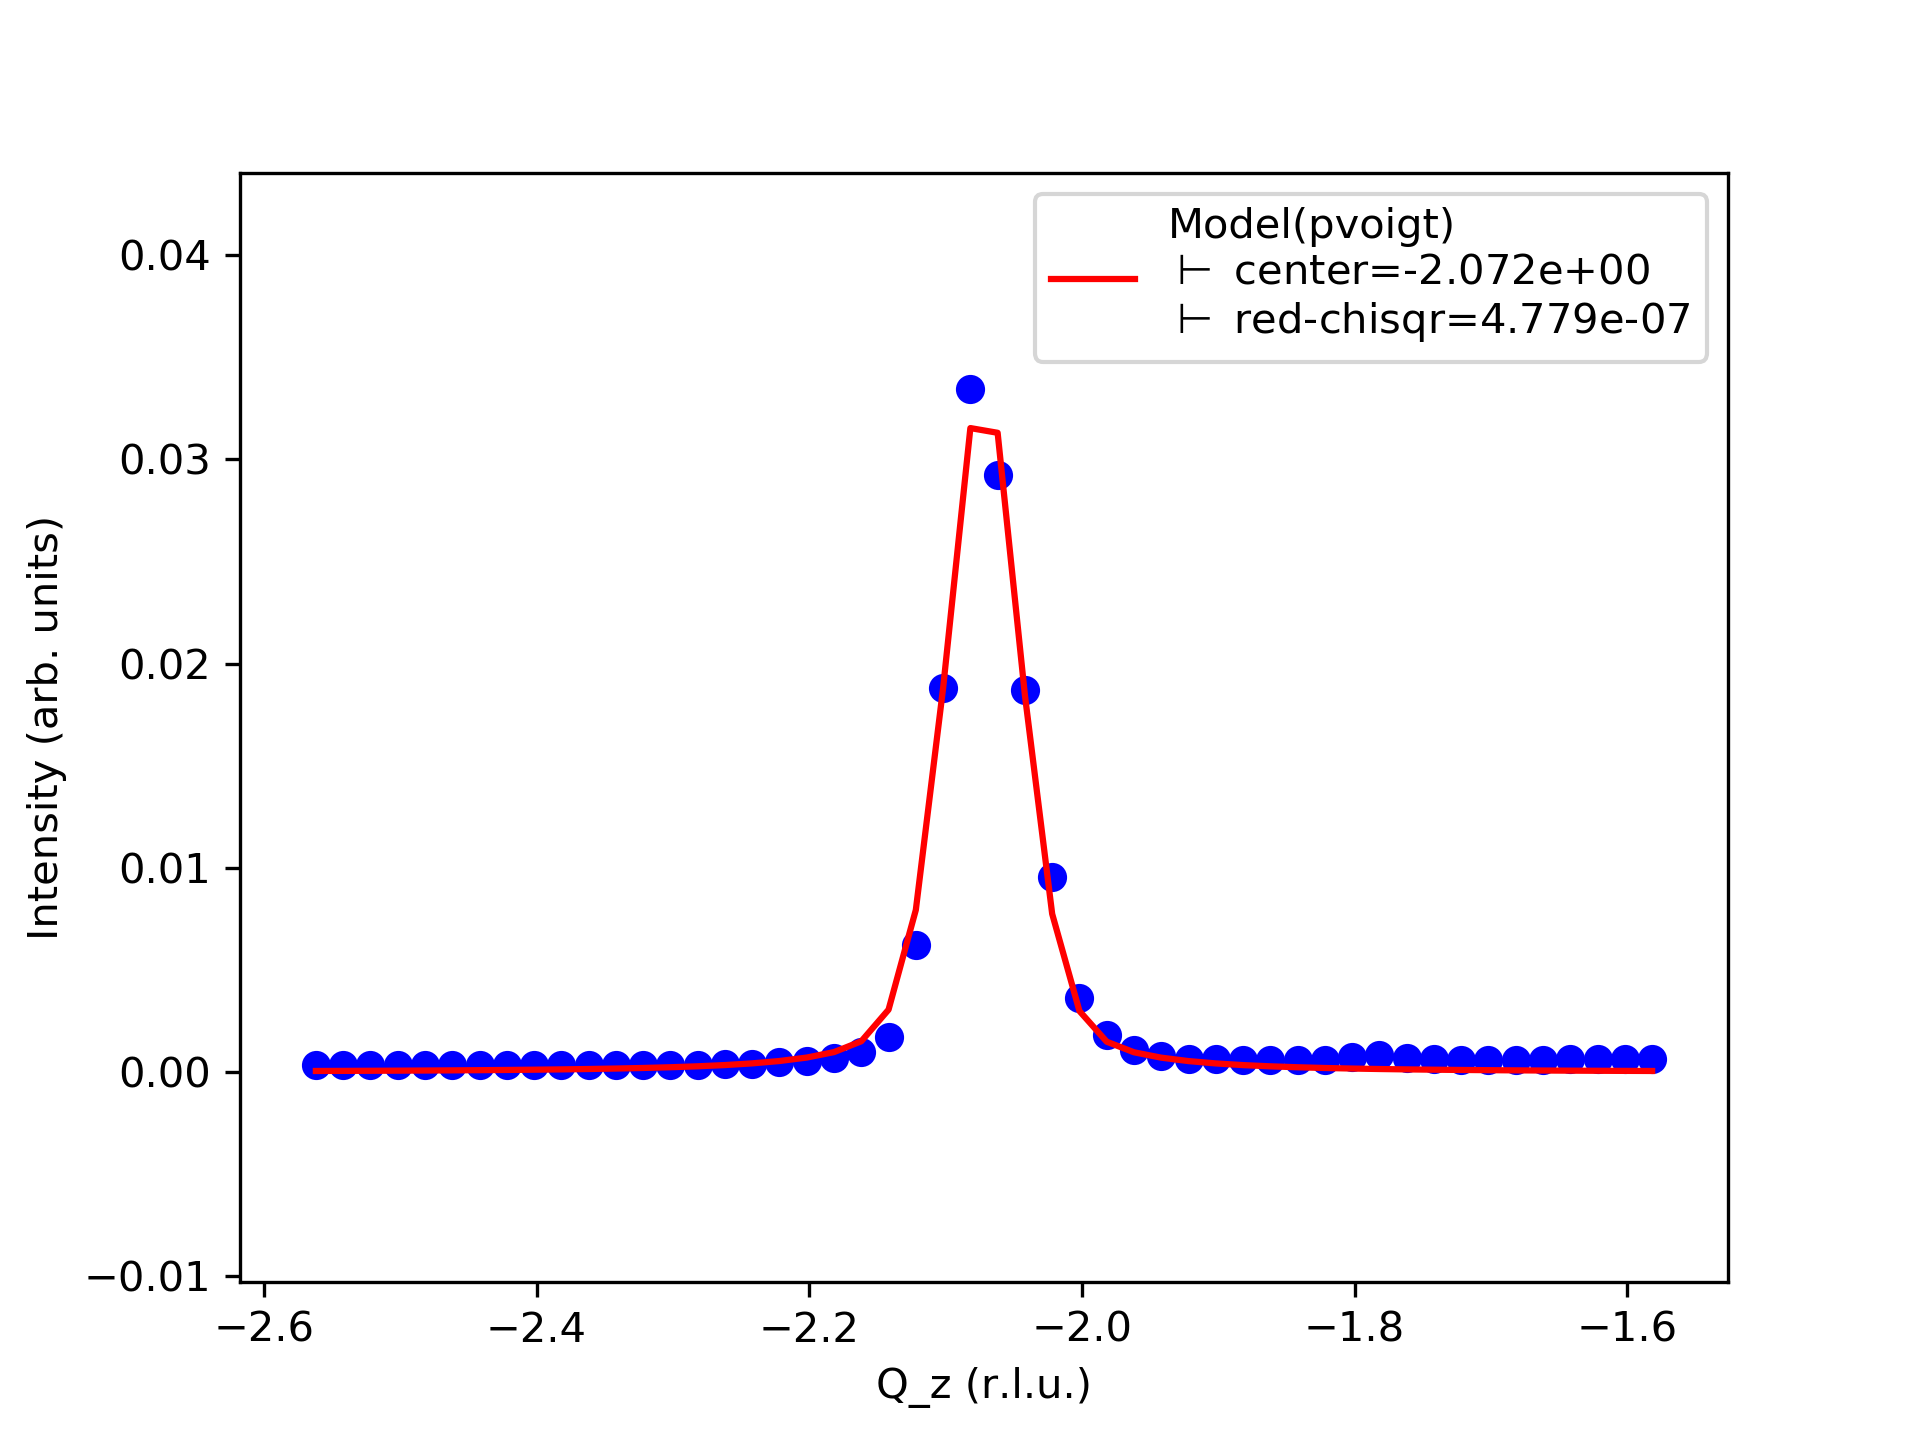 Model(pvoigt)
⊢ center=-2.072e+00
⊢ red-chisqr=4.779e-07
0.04
0.03
0.02
0.01
0.00
−0.01
Intensity (arb. units)
−2.6 −2.4 −2.2 −2.0 −1.8 −1.6
Q_z (r.l.u.)